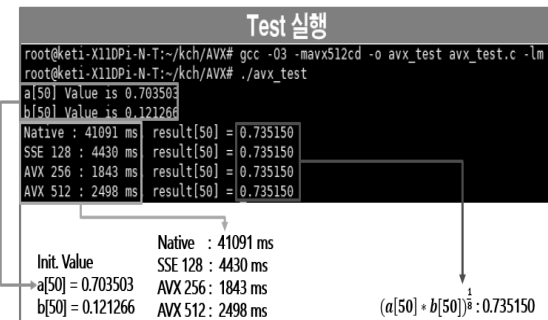 Test 실행
root@keti-X11DPi-N-T:~/kch/AVX# gcc -O3 -mavx512cd -o avx_test avx_test.c -lm
root@keti-X11DPi-N-T:~/kch/AVX# ./avx_test
a[50] Value is 0.703503
b[50] Value is 0.121266
Native : 41091 ms, result[50] = 0.735150
SSE 128 : 4430 ms, result[50] = 0.735150
AVX 256 : 1843 ms, result[50] = 0.735150
AVX 512 : 2498 ms, result[50] = 0.735150
Init. Value
a[50] = 0.703503
b[50] = 0.121266
Native : 41091 ms
SSE 128 : 4430 ms
AVX 256 : 1843 ms
AVX 512 : 2498 ms
(a[50] * b[50])^{1/8} : 0.735150